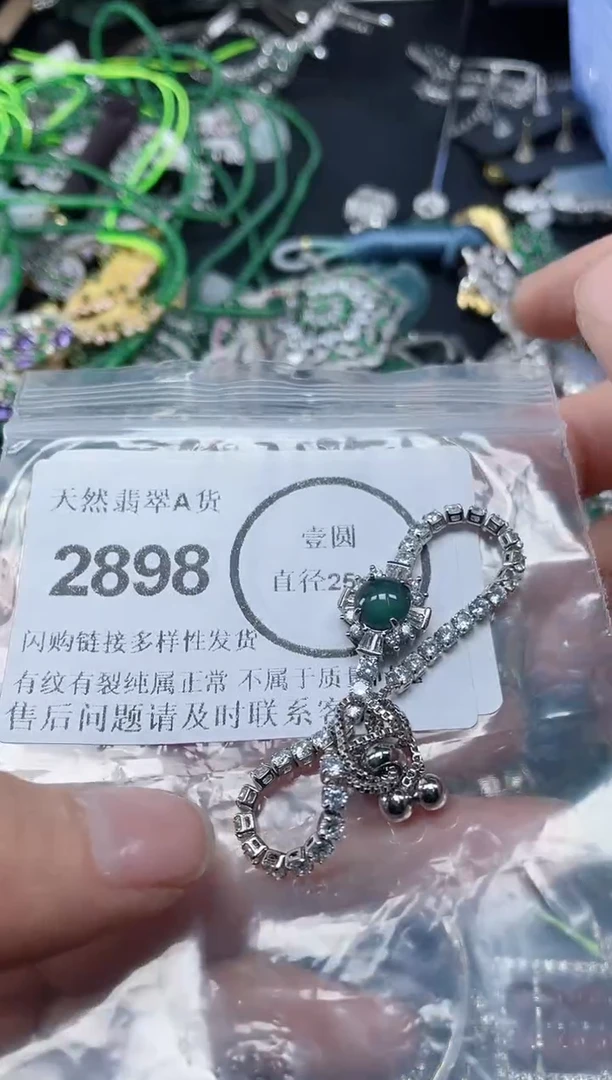 天然翡翠A货
2898
壹圆
直径25
闪购链接多样性发货
有纹有裂纯属正常 不属于质
售后问题请及时联系客